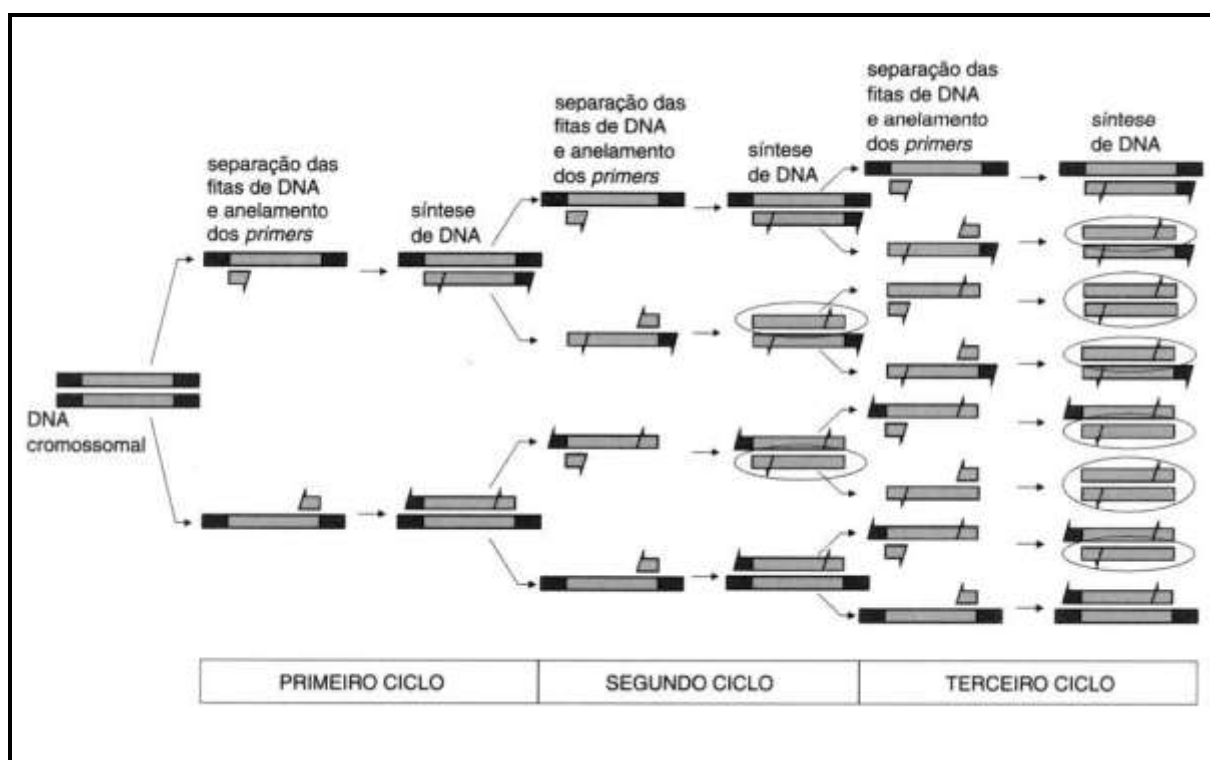 separação das
fitas de DNA
e anelamento
dos primers
síntese
de DNA
separação das
fitas de DNA
e anelamento
dos primers
síntese
de DNA
separação das
fitas de DNA
e anelamento
dos primers
síntese
de DNA
DNA
cromossomal
PRIMEIRO CICLO
SEGUNDO CICLO
TERCEIRO CICLO